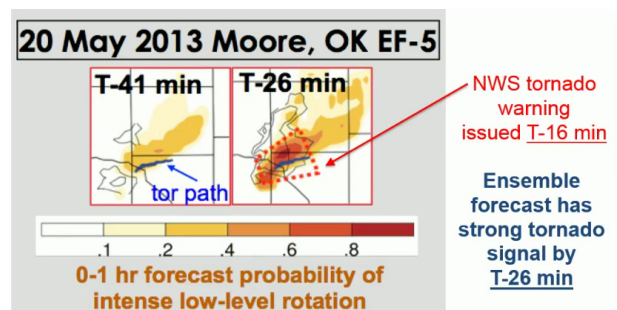 20 May 2013 Moore, OK EF-5
T-41 min
T-26 min
tor path
.1 .2 .4 .6 .8
0-1 hr forecast probability of
intense low-level rotation
NWS tornado
warning
issued T-16 min
Ensemble
forecast has
strong tornado
signal by
T-26 min